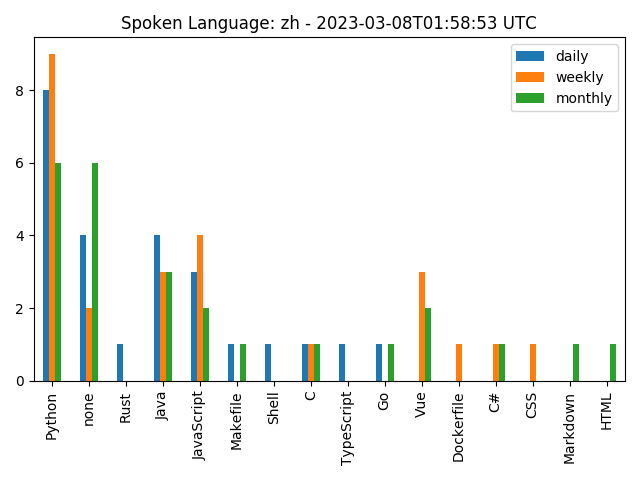 Spoken Language: zh - 2023-03-08T01:58:53 UTC
daily
weekly
monthly
8
6
4
2
0
Python
none
Rust
Java
JavaScript
Makefile
Shell
C
TypeScript
Go
Vue
Dockerfile
C#
CSS
Markdown
HTML